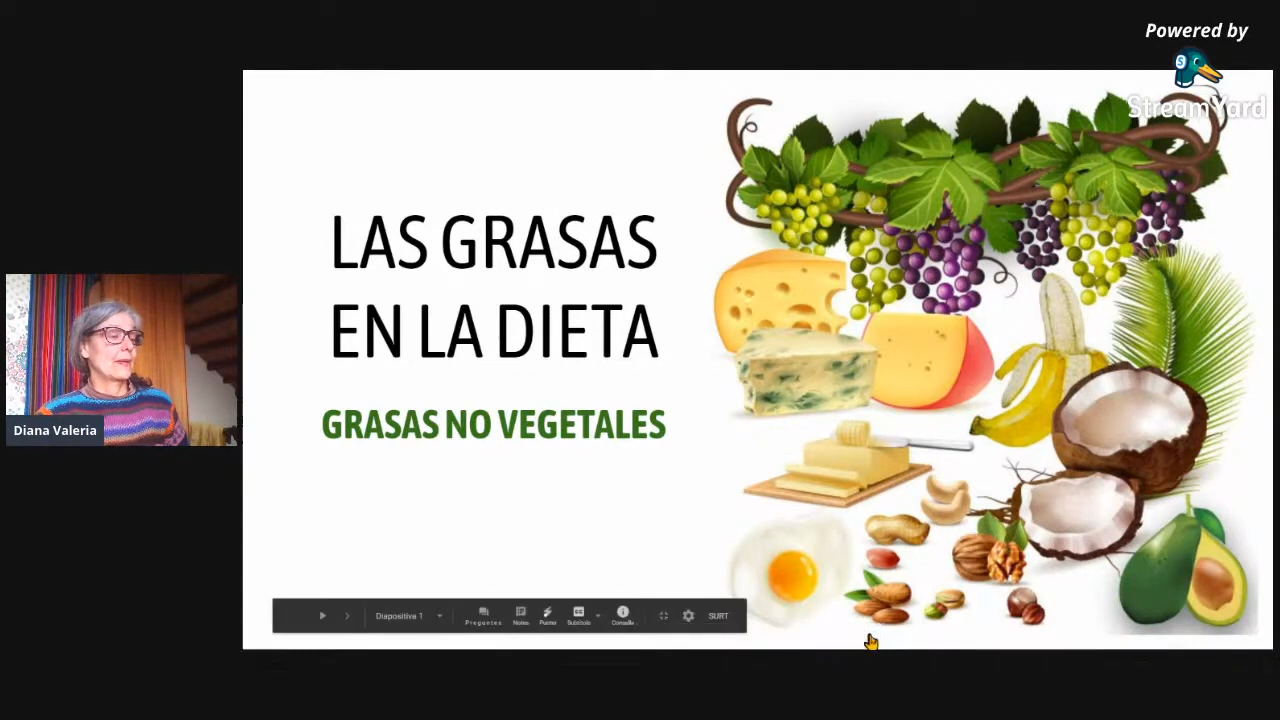 Powered by
StreamYard
LAS GRASAS
EN LA DIETA
GRASAS NO VEGETALES
Diana Valeria
Diapositiva 1
Preguntes
Notes
Punter
Subtítols
Consells
SURT